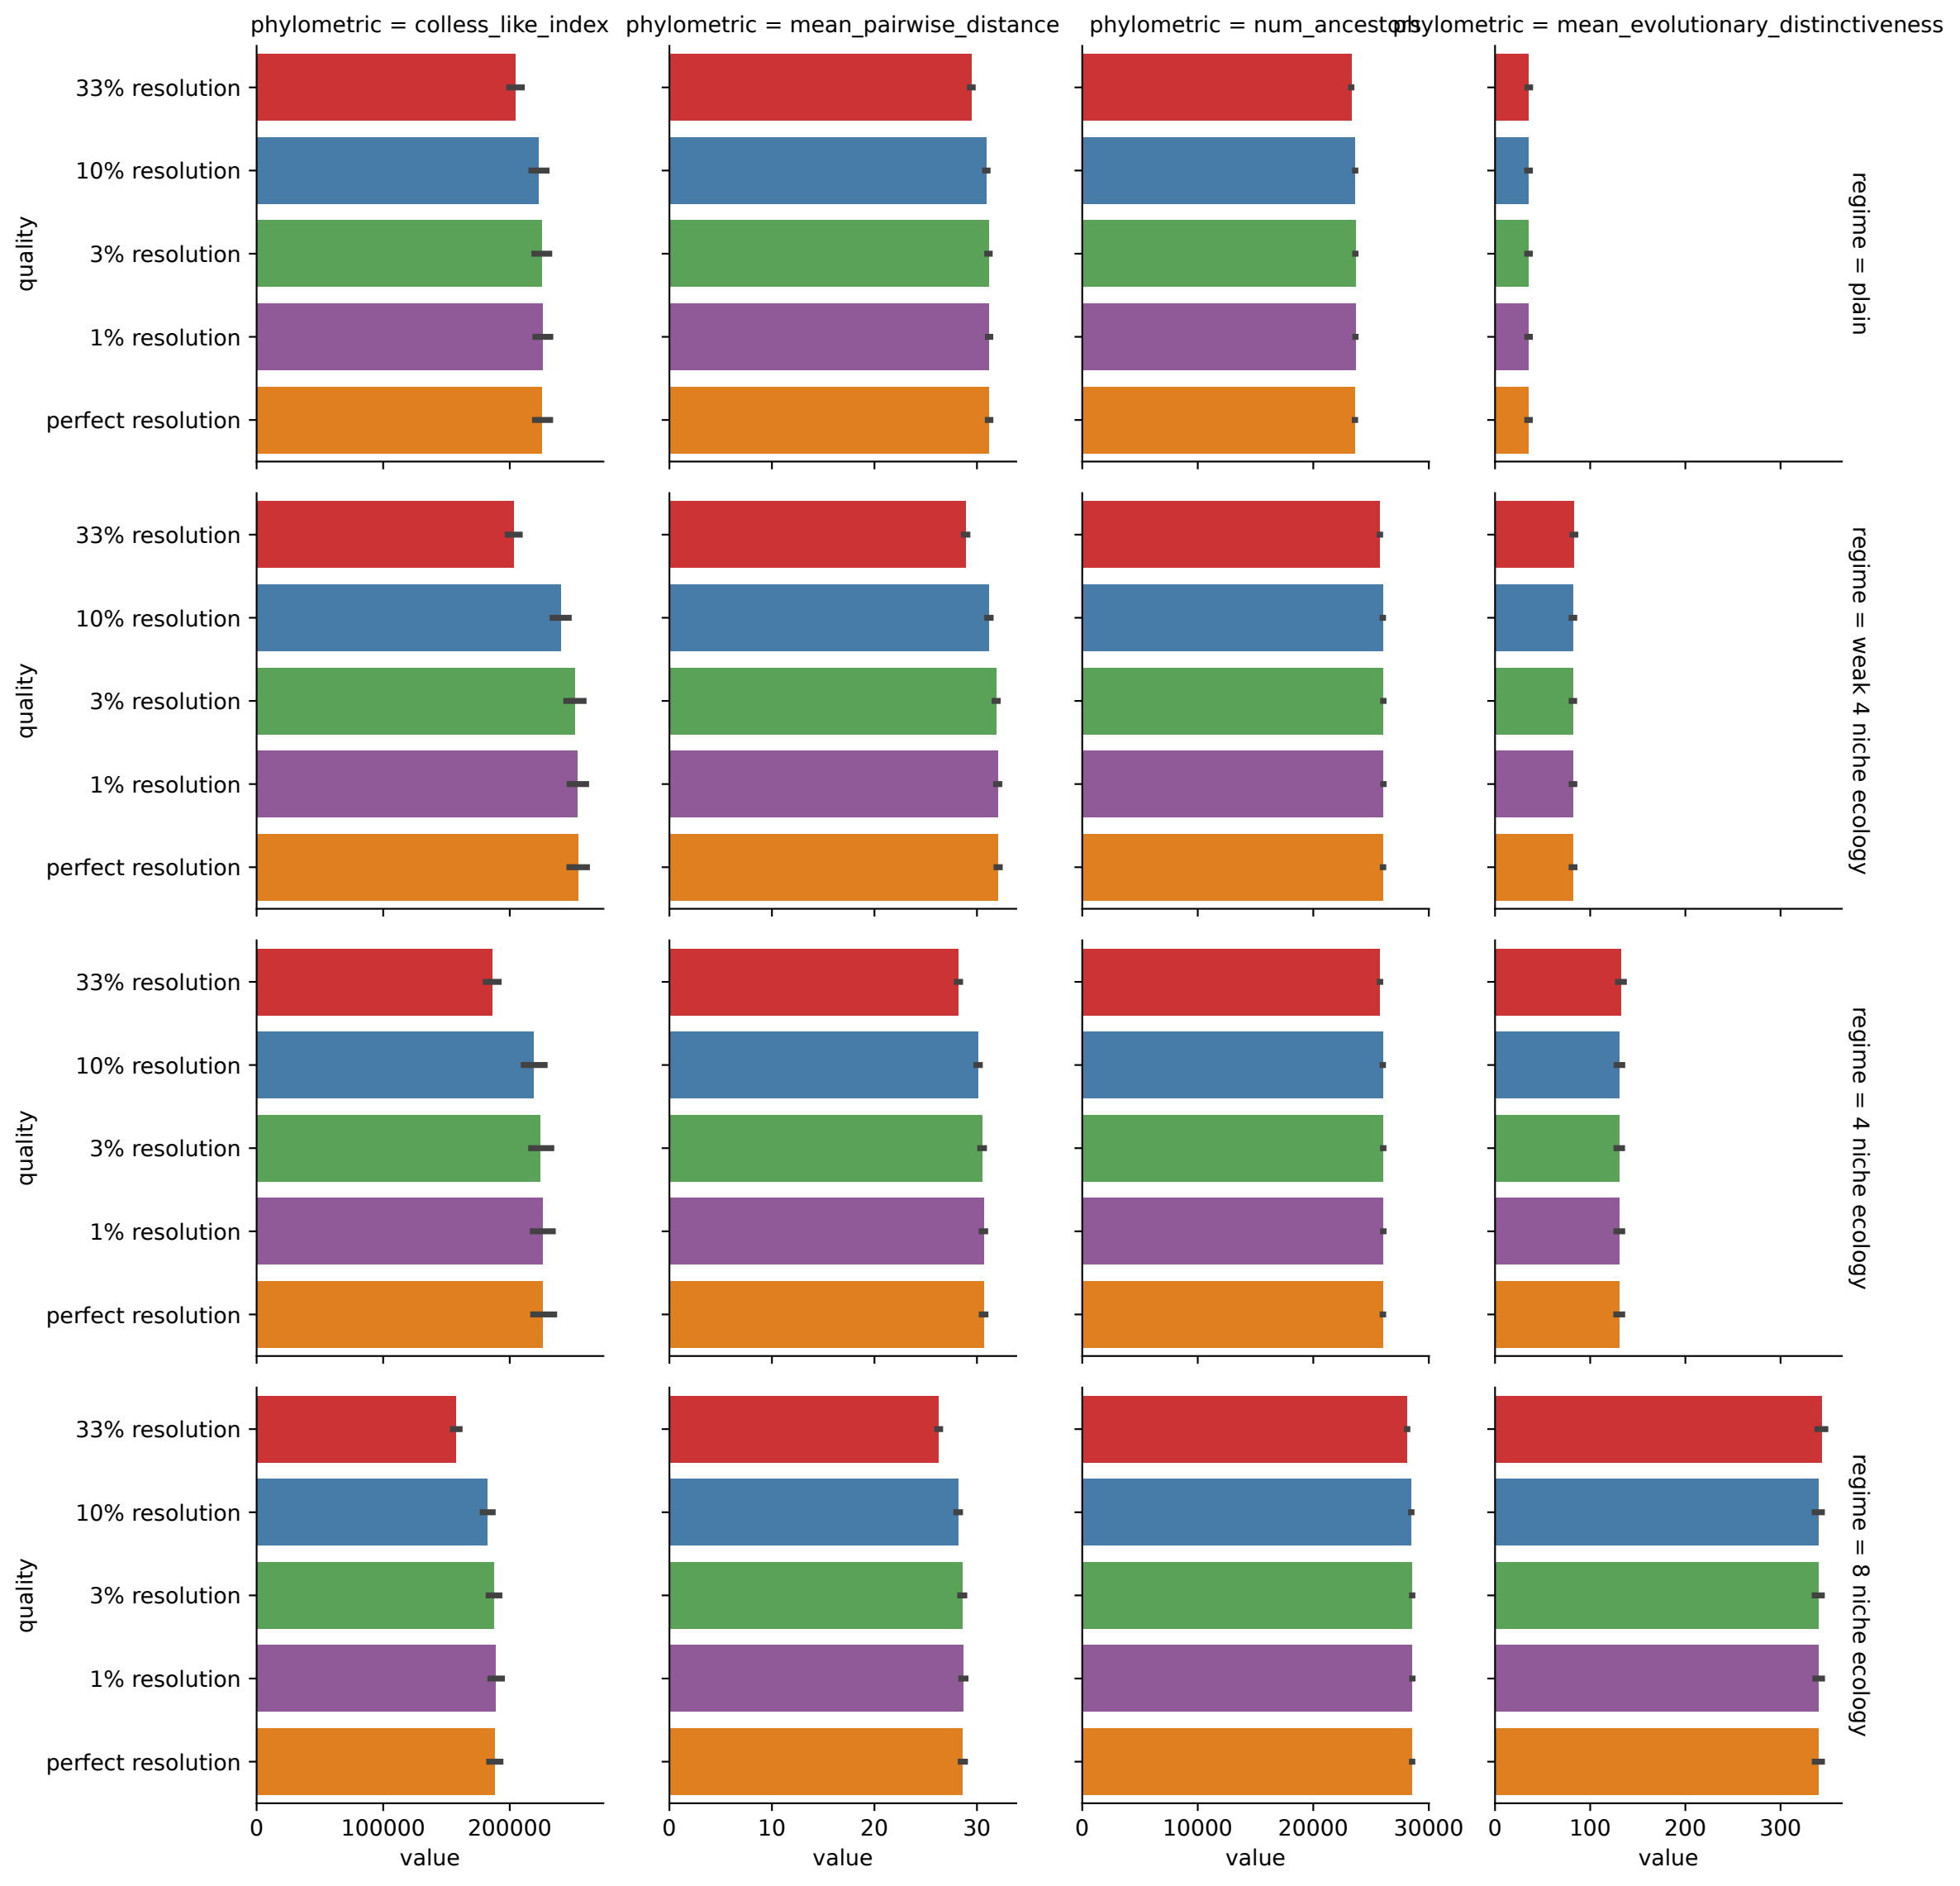 phylometric = colless_like_index
phylometric = mean_pairwise_distance
phylometric = num_ancestors
phylometric = mean_evolutionary_distinctiveness
quality
33% resolution
10% resolution
3% resolution
1% resolution
perfect resolution
regime = plain
quality
33% resolution
10% resolution
3% resolution
1% resolution
perfect resolution
regime = weak 4 niche ecology
quality
33% resolution
10% resolution
3% resolution
1% resolution
perfect resolution
regime = 4 niche ecology
quality
33% resolution
10% resolution
3% resolution
1% resolution
perfect resolution
regime = 8 niche ecology
0 100000 200000
0 10 20 30
0 10000 20000 30000
0 100 200 300
value
value
value
value